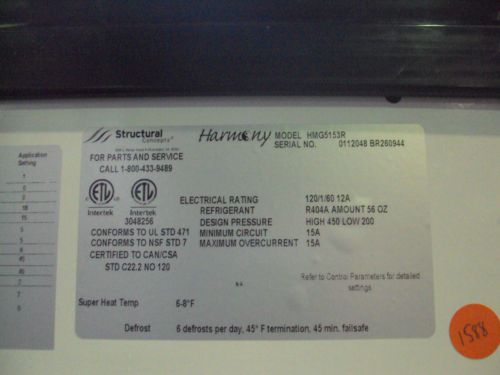 Structural
Concepts
Harmony
MODEL HMG5153R
SERIAL NO. 0112048 BR260944
FOR PARTS AND SERVICE
CALL 1-800-433-9489
ETL ETL
Intertek Intertek
3048256
CONFORMS TO UL STD 471
CONFORMS TO NSF STD 7
CERTIFIED TO CAN/CSA
STD C22.2 NO 120
ELECTRICAL RATING 120/1/60 12A
REFRIGERANT R404A AMOUNT 56 OZ
DESIGN PRESSURE HIGH 450 LOW 200
MINIMUM CIRCUIT 15A
MAXIMUM OVERCURRENT 15A
Refer to Control Parameters for detailed
settings
Super Heat Temp 6-8°F
Defrost 6 defrosts per day, 45° F termination, 45 min. failsafe
Application
Setting
1588